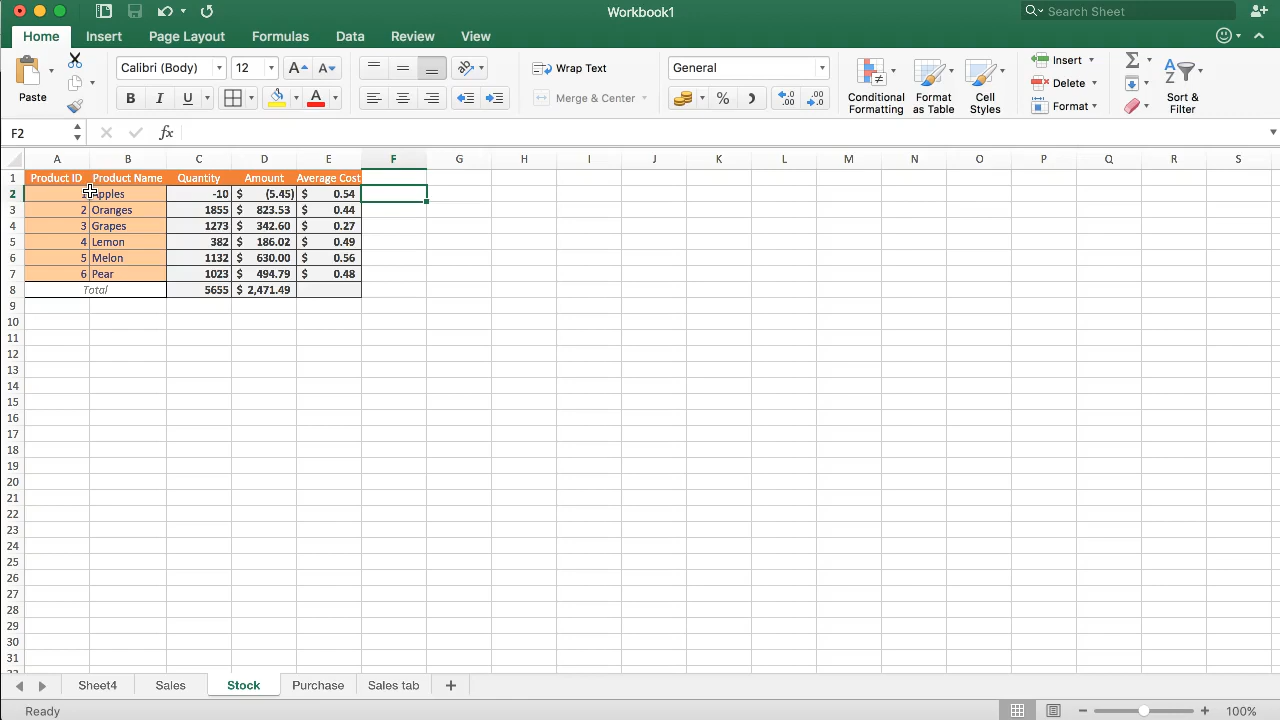 Workbook1
Search Sheet
Home Insert Page Layout Formulas Data Review View
Paste
Calibri (Body) 12
A A
B I U A
Wrap Text
Merge & Center
General
%
Conditional Formatting
Format as Table
Cell Styles
Insert
Delete
Format
Sort & Filter
F2 fx
A B C D E F G H I J K L M N O P Q R S
1 Product ID Product Name Quantity Amount Average Cost
2 Apples -10 $ (5.45) $ 0.54
3 2 Oranges 1855 $ 823.53 $ 0.44
4 3 Grapes 1273 $ 342.60 $ 0.27
5 4 Lemon 382 $ 186.02 $ 0.49
6 5 Melon 1132 $ 630.00 $ 0.56
7 6 Pear 1023 $ 494.79 $ 0.48
8 Total 5655 $ 2,471.49
9
10
11
12
13
14
15
16
17
18
19
20
21
22
23
24
25
26
27
28
29
30
31
Sheet4 Sales Stock Purchase Sales tab
Ready 100%